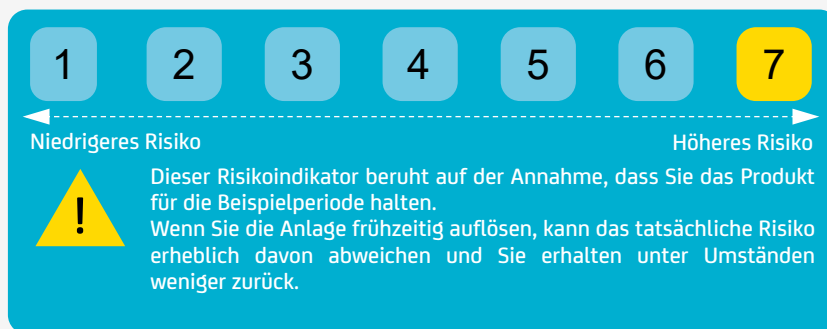 1 2 3 4 5 6 7
Niedrigeres Risiko Höheres Risiko
!
Dieser Risikoindikator beruht auf der Annahme, dass Sie das Produkt
für die Beispielperiode halten.
Wenn Sie die Anlage frühzeitig auflösen, kann das tatsächliche Risiko
erheblich davon abweichen und Sie erhalten unter Umständen
weniger zurück.